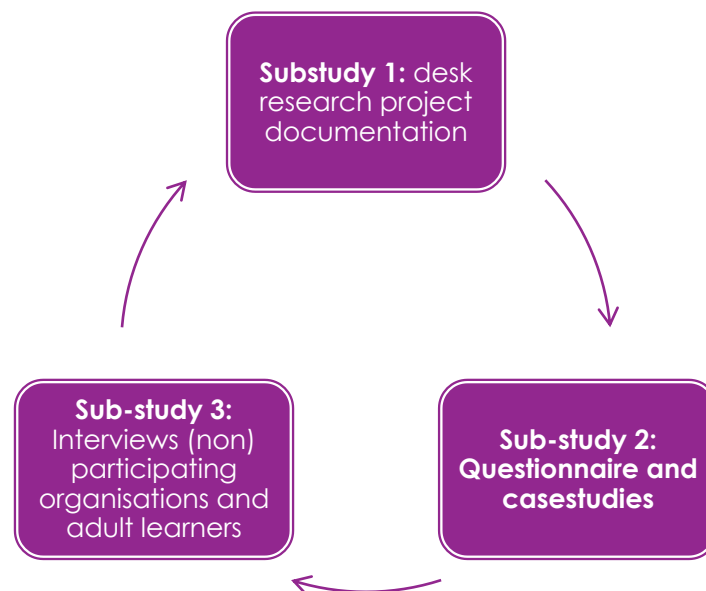 Substudy 1: desk
research project
documentation
Sub-study 3:
Interviews (non)
participating
organisations and
adult learners
Sub-study 2:
Questionnaire and
casestudies